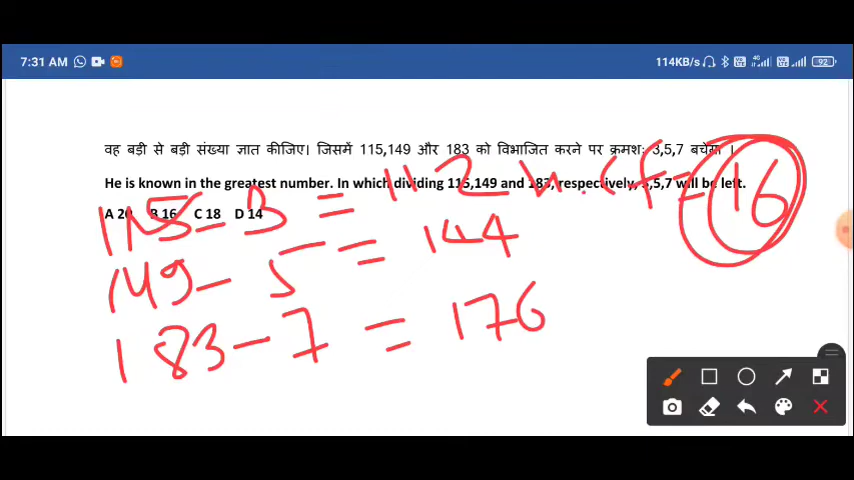 7:31 AM 114KB/s 92
वह बड़ी से बड़ी संख्या ज्ञात कीजिए। जिसमें 115,149 और 183 को विभाजित करने पर क्रमशः 3,5,7 बचेगा ।
He is known in the greatest number. In which dividing 115,149 and 183, respectively, 3,5,7 will be left.
A 20 B 16 C 18 D 14
115 - 3 = 112 H.C.F = 16
149 - 5 = 144
183 - 7 = 176